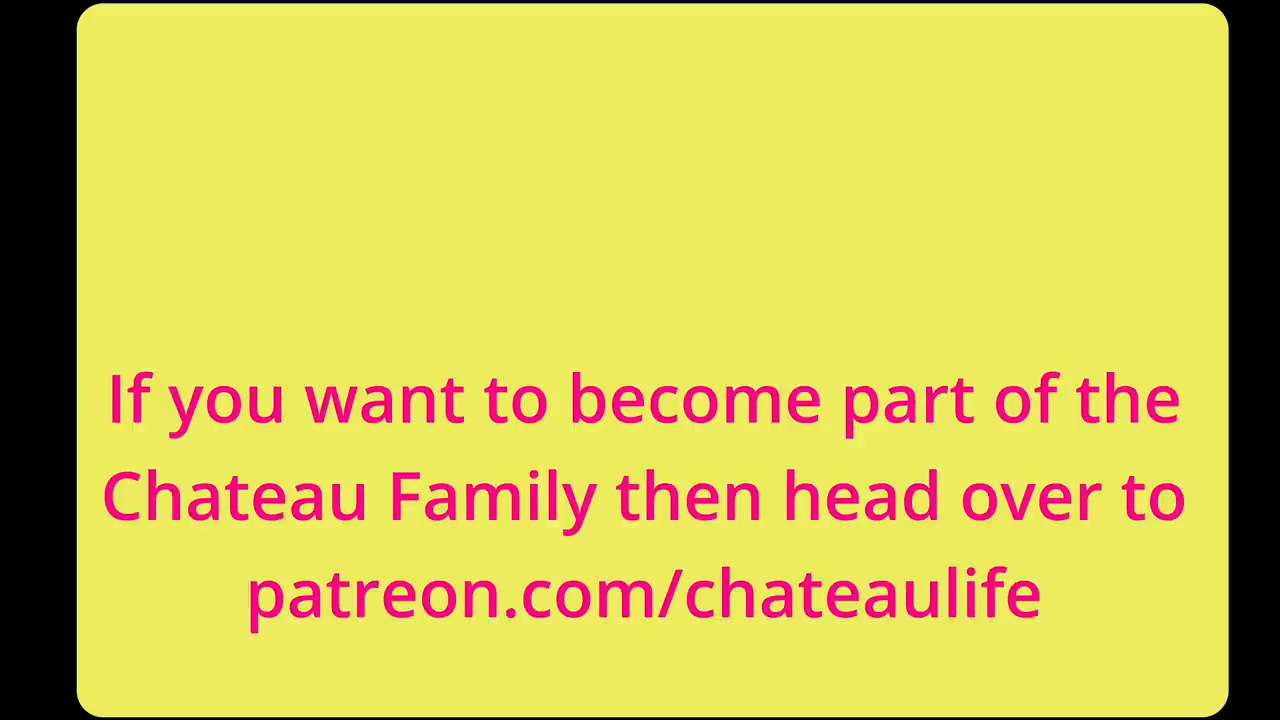 If you want to become part of the
Chateau Family then head over to
patreon.com/chateaulife